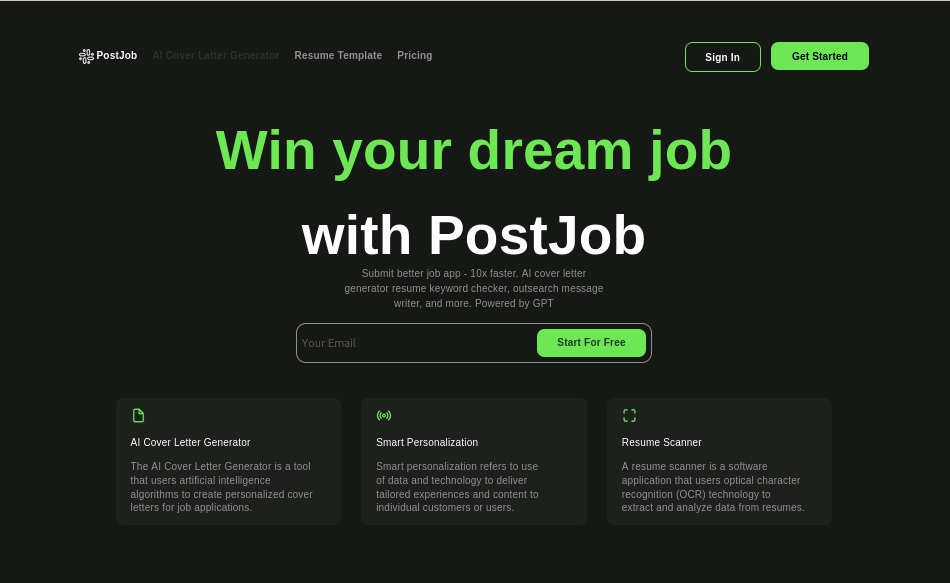 PostJob AI Cover Latter Generator Resume Template Pricing Sign In Get Started
Win your dream job
with PostJob
Submit better job app - 10x faster. AI cover letter
generator resume keyword checker, outsearch message
writer, and more. Powered by GPT
Your Email Start For Free
AI Cover Letter Generator
The AI Cover Letter Generator is a tool
that users artificial intelligence
algorithms to create personalized cover
letters for job applications.
Smart Personalization
Smart personalization refers to use
of data and technology to deliver
tailored experiences and content to
individual customers or users.
Resume Scanner
A resume scanner is a software
application that users optical character
recognition (OCR) technology to
extract and analyze data from resumes.